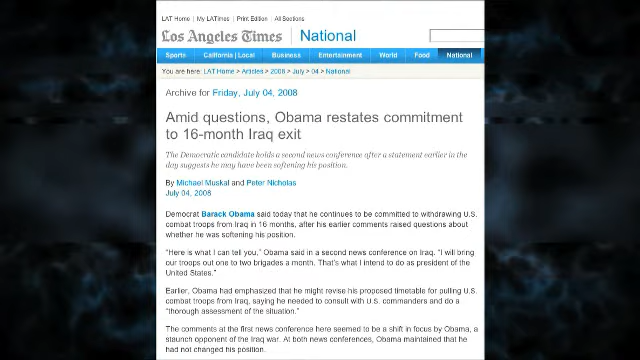 LAT Home | My LATimes | Print Edition | All Sections
Los Angeles Times | National
Sports California | Local Business Entertainment World Food National
You are here: LAT Home > Articles > 2008 > July > 04 > National
Archive for Friday, July 04, 2008
Amid questions, Obama restates commitment
to 16-month Iraq exit
The Democratic candidate holds a second news conference after a statement earlier in the
day suggests he may have been softening his position.
By Michael Muskal and Peter Nicholas
July 04, 2008
Democrat Barack Obama said today that he continues to be committed to withdrawing U.S.
combat troops from Iraq in 16 months, after his earlier comments raised questions about
whether he was softening his position.
"Here is what I can tell you," Obama said in a second news conference on Iraq. "I will bring
our troops out one to two brigades a month. That's what I intend to do as president of the
United States."
Earlier, Obama had emphasized that he might revise his proposed timetable for pulling U.S.
combat troops from Iraq, saying he needed to consult with U.S. commanders and do a
"thorough assessment of the situation."
The comments at the first news conference here seemed to be a shift in focus by Obama, a
staunch opponent of the Iraq war. At both news conferences, Obama maintained that he
had not changed his position.